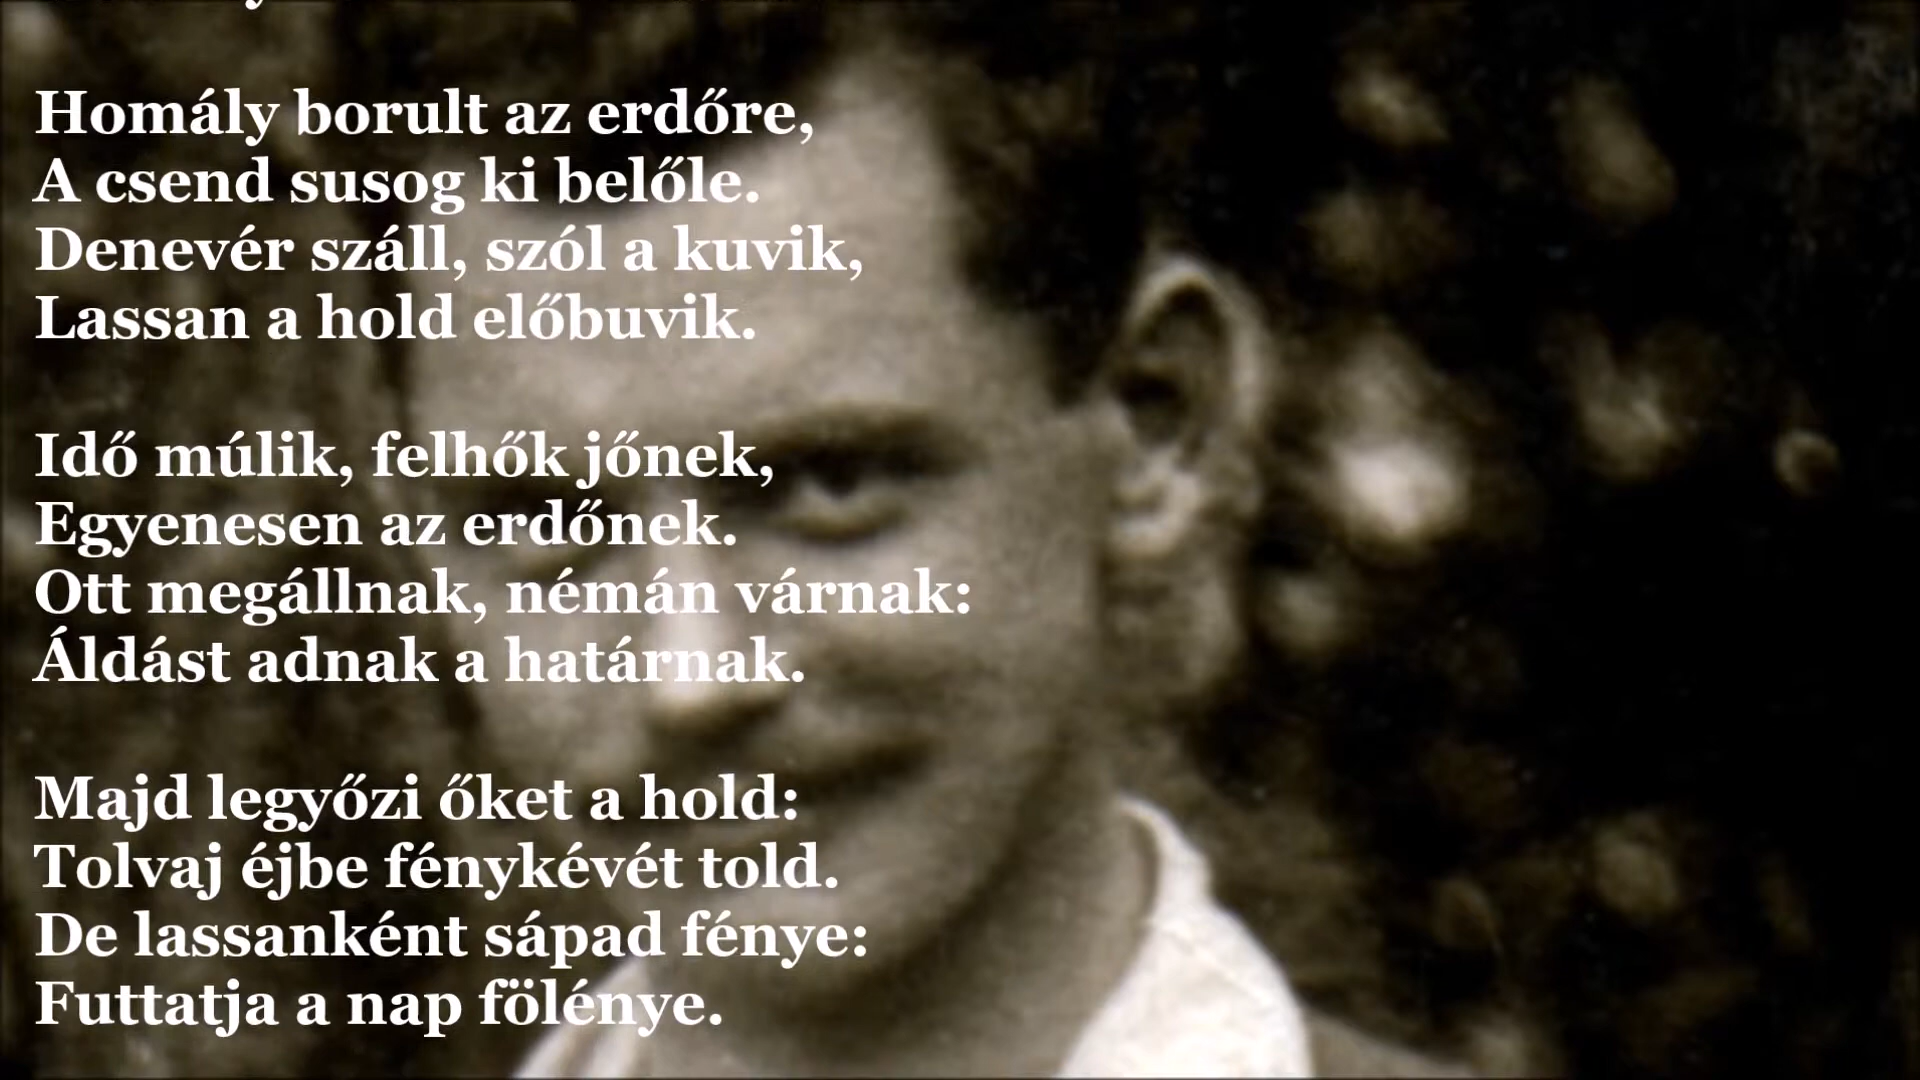 Homály borult az erdőre,
A csend susog ki belőle.
Denevér száll, szól a kuvik,
Lassan a hold előbuvik.
Idő múlik, felhők jőnek,
Egyenesen az erdőnek.
Ott megállnak, némán várnak:
Áldást adnak a határnak.
Majd legyőzi őket a hold:
Tolvaj éjbe fénykévét told.
De lassanként sápad fénye:
Futtatja a nap fölénye.